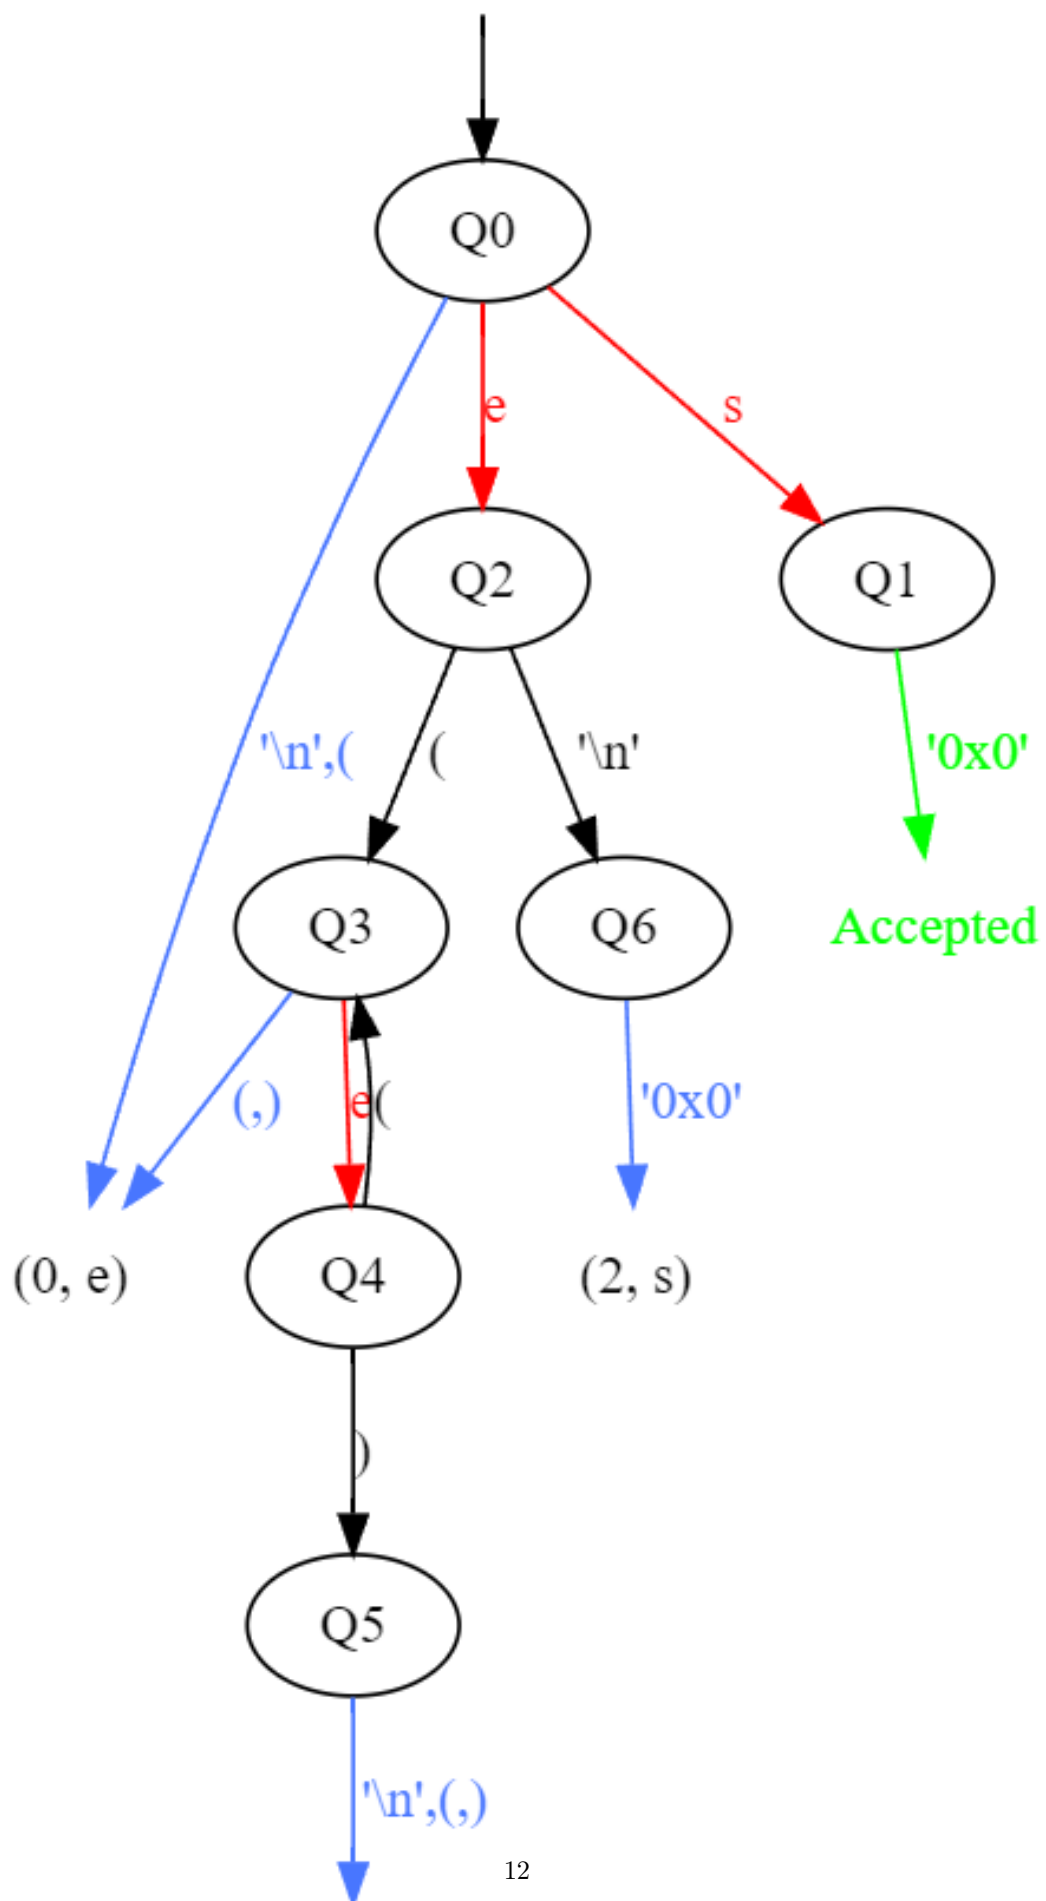 Q0
e
s
Q2
Q1
'\n',(
(
'\n'
'0x0'
Q3
Q6
Accepted
(,)
e
(
'0x0'
(0, e)
Q4
(2, s)
)
Q5
'\n',(,)
12